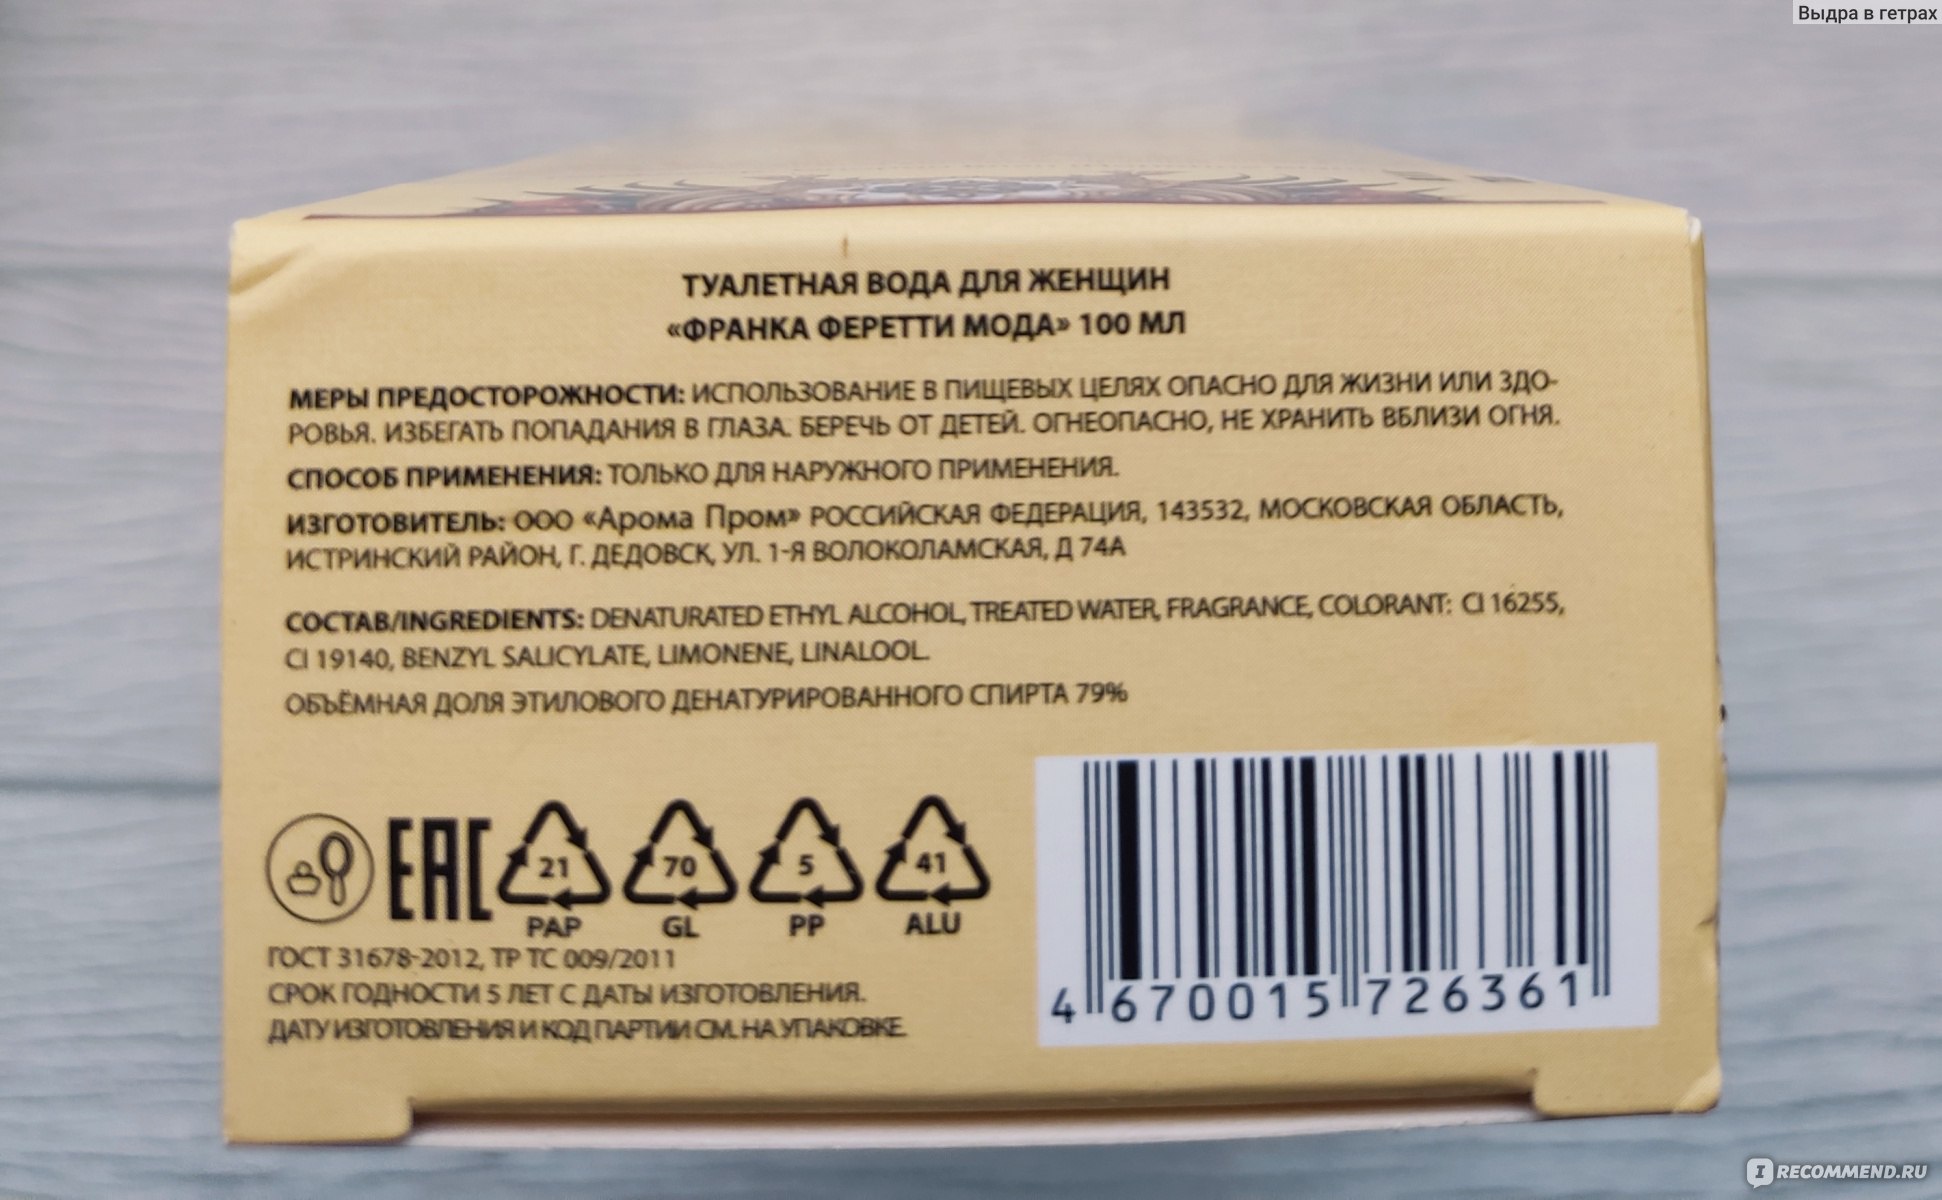 Выдра в гетрах
ТУАЛЕТНАЯ ВОДА ДЛЯ ЖЕНЩИН
«ФРАНКА ФЕРЕТТИ МОДА» 100 МЛ
МЕРЫ ПРЕДОСТОРОЖНОСТИ: ИСПОЛЬЗОВАНИЕ В ПИЩЕВЫХ ЦЕЛЯХ ОПАСНО ДЛЯ ЖИЗНИ ИЛИ ЗДО-
РОВЬЯ. ИЗБЕГАТЬ ПОПАДАНИЯ В ГЛАЗА. БЕРЕЧЬ ОТ ДЕТЕЙ. ОГНЕОПАСНО, НЕ ХРАНИТЬ ВБЛИЗИ ОГНЯ.
СПОСОБ ПРИМЕНЕНИЯ: ТОЛЬКО ДЛЯ НАРУЖНОГО ПРИМЕНЕНИЯ.
ИЗГОТОВИТЕЛЬ: ООО «Арома Пром» РОССИЙСКАЯ ФЕДЕРАЦИЯ, 143532, МОСКОВСКАЯ ОБЛАСТЬ,
ИСТРИНСКИЙ РАЙОН, Г. ДЕДОВСК, УЛ. 1-Я ВОЛОКОЛАМСКАЯ, Д 74А
СОСТАВ/INGREDIENTS: DENATURATED ETHYL ALCOHOL, TREATED WATER, FRAGRANCE, COLORANT: CI 16255,
CI 19140, BENZYL SALICYLATE, LIMONENE, LINALOOL.
ОБЪЁМНАЯ ДОЛЯ ЭТИЛОВОГО ДЕНАТУРИРОВАННОГО СПИРТА 79%
EAC 21 70 5 41
PAP GL PP ALU
ГОСТ 31678-2012, ТР ТС 009/2011
СРОК ГОДНОСТИ 5 ЛЕТ С ДАТЫ ИЗГОТОВЛЕНИЯ.
ДАТУ ИЗГОТОВЛЕНИЯ И КОД ПАРТИИ СМ. НА УПАКОВКЕ.
4 670015 726361
IRECOMMEND.RU